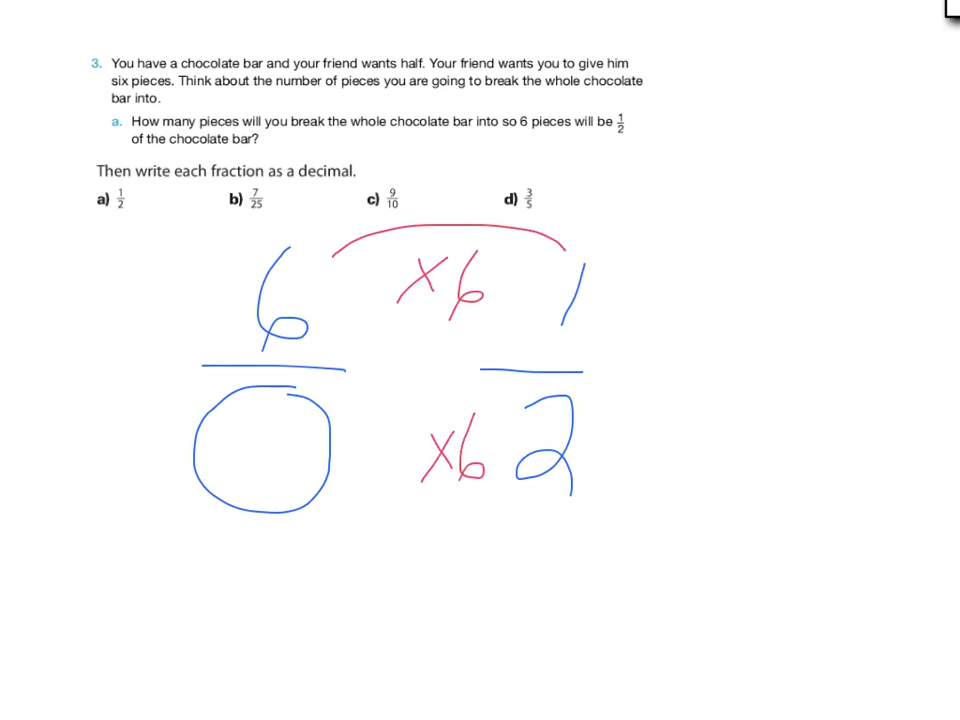 3. You have a chocolate bar and your friend wants half. Your friend wants you to give him
six pieces. Think about the number of pieces you are going to break the whole chocolate
bar into.
a. How many pieces will you break the whole chocolate bar into so 6 pieces will be 1/2
of the chocolate bar?
Then write each fraction as a decimal.
a) 1/2 b) 7/25 c) 9/10 d) 3/5
6 ×6 1
×6 2